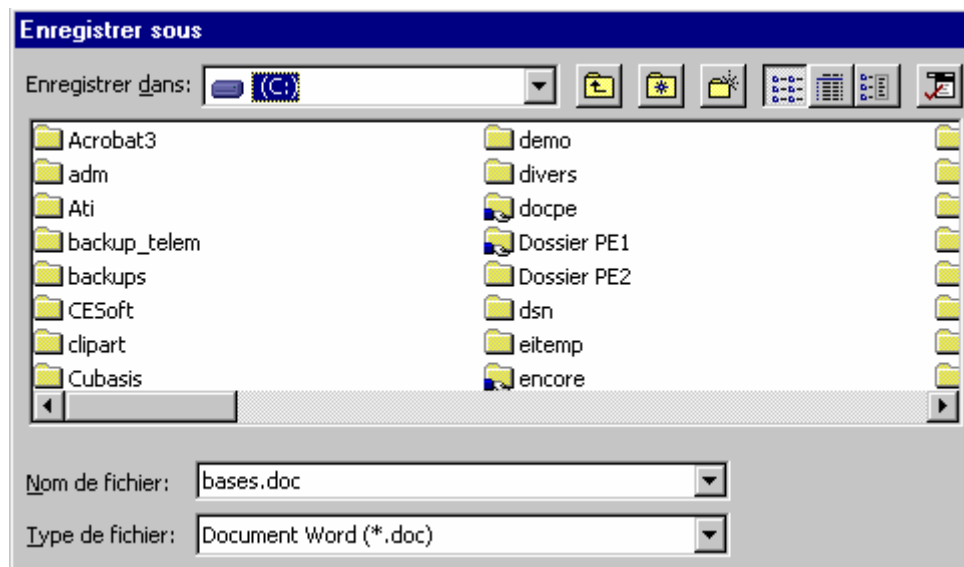 Enregistrer sous
Enregistrer dans: (C:)
Acrobat3 demo
adm divers
Ati docpe
backup_telem Dossier PE1
backups Dossier PE2
CESoft dsn
clipart eitemp
Cubasis encore
Nom de fichier: bases.doc
Type de fichier: Document Word (*.doc)